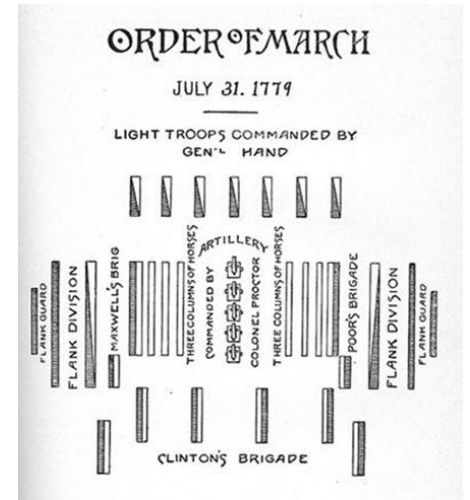 ORDER OF MARCH
JULY 31. 1779
LIGHT TROOPS COMMANDED BY
GEN'L HAND
FLANK GUARD
FLANK DIVISION
MAXWELL'S BRIG
THREE COLUMNS OF HORSES
ARTILLERY
COMMANDED BY
COLONEL PROCTOR
THREE COLUMNS OF HORSES
POOR'S BRIGADE
FLANK DIVISION
FLANK GUARD
CLINTON'S BRIGADE